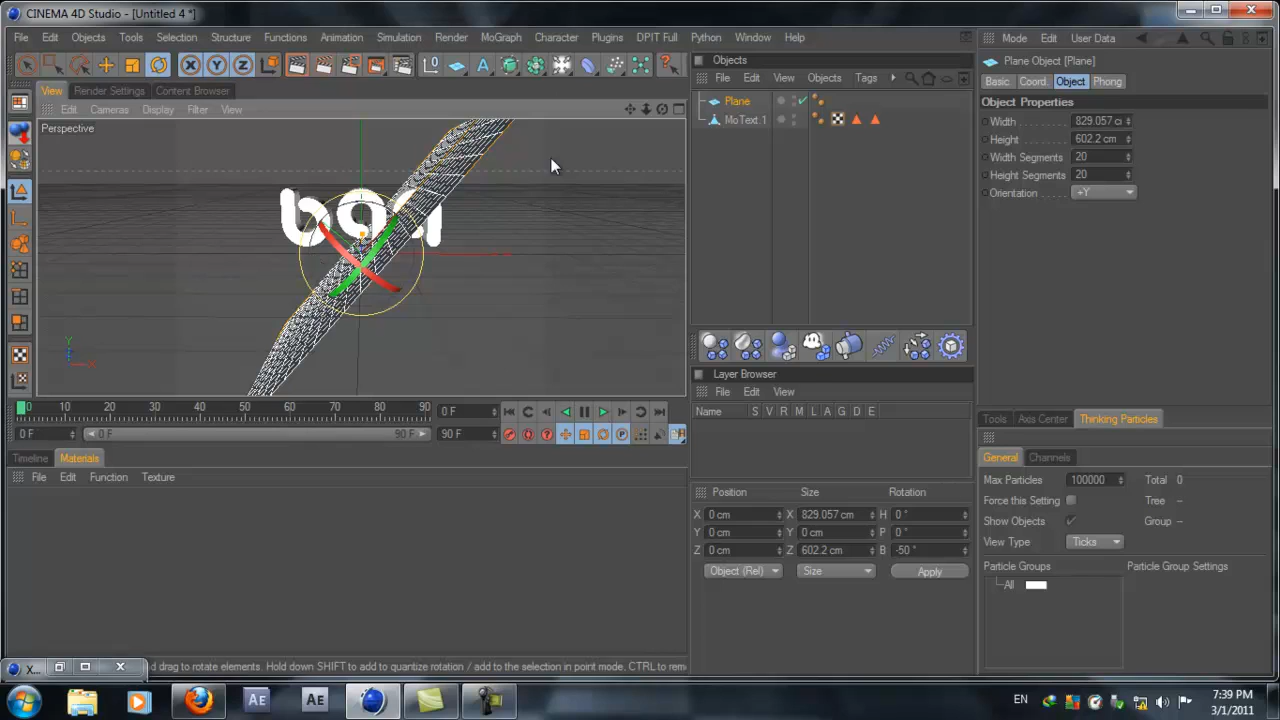 CINEMA 4D Studio - [Untitled 4 *]
File Edit Objects Tools Selection Structure Functions Animation Simulation Render MoGraph Character Plugins DPIT Full Python Window Help
X Y Z
View Render Settings Content Browser
Edit Cameras Display Filter View
Perspective
Y
X
0 10 20 30 40 50 60 70 80 90 0 F
0 F 0 F 90 F 90 F
Timeline Materials
File Edit Function Texture
Objects
File Edit View Objects Tags
Plane
MoText.1
Layer Browser
File Edit View
Name S V R M L A G D E
Position Size Rotation
X 0 cm X 829.057 cm H 0 °
Y 0 cm Y 0 cm P 0 °
Z 0 cm Z 602.2 cm B -50 °
Object (Rel) Size Apply
Mode Edit User Data
Plane Object [Plane]
Basic Coord. Object Phong
Object Properties
Width 829.057 c
Height 602.2 cm
Width Segments 20
Height Segments 20
Orientation +Y
Tools Axis Center Thinking Particles
General Channels
Max Particles 100000 Total 0
Force this Setting Tree –
Show Objects Group –
View Type Ticks
Particle Groups Particle Group Settings
All
X...
d drag to rotate elements. Hold down SHIFT to add to quantize rotation / add to the selection in point mode. CTRL to remo
Ae Ae
EN
7:39 PM
3/1/2011